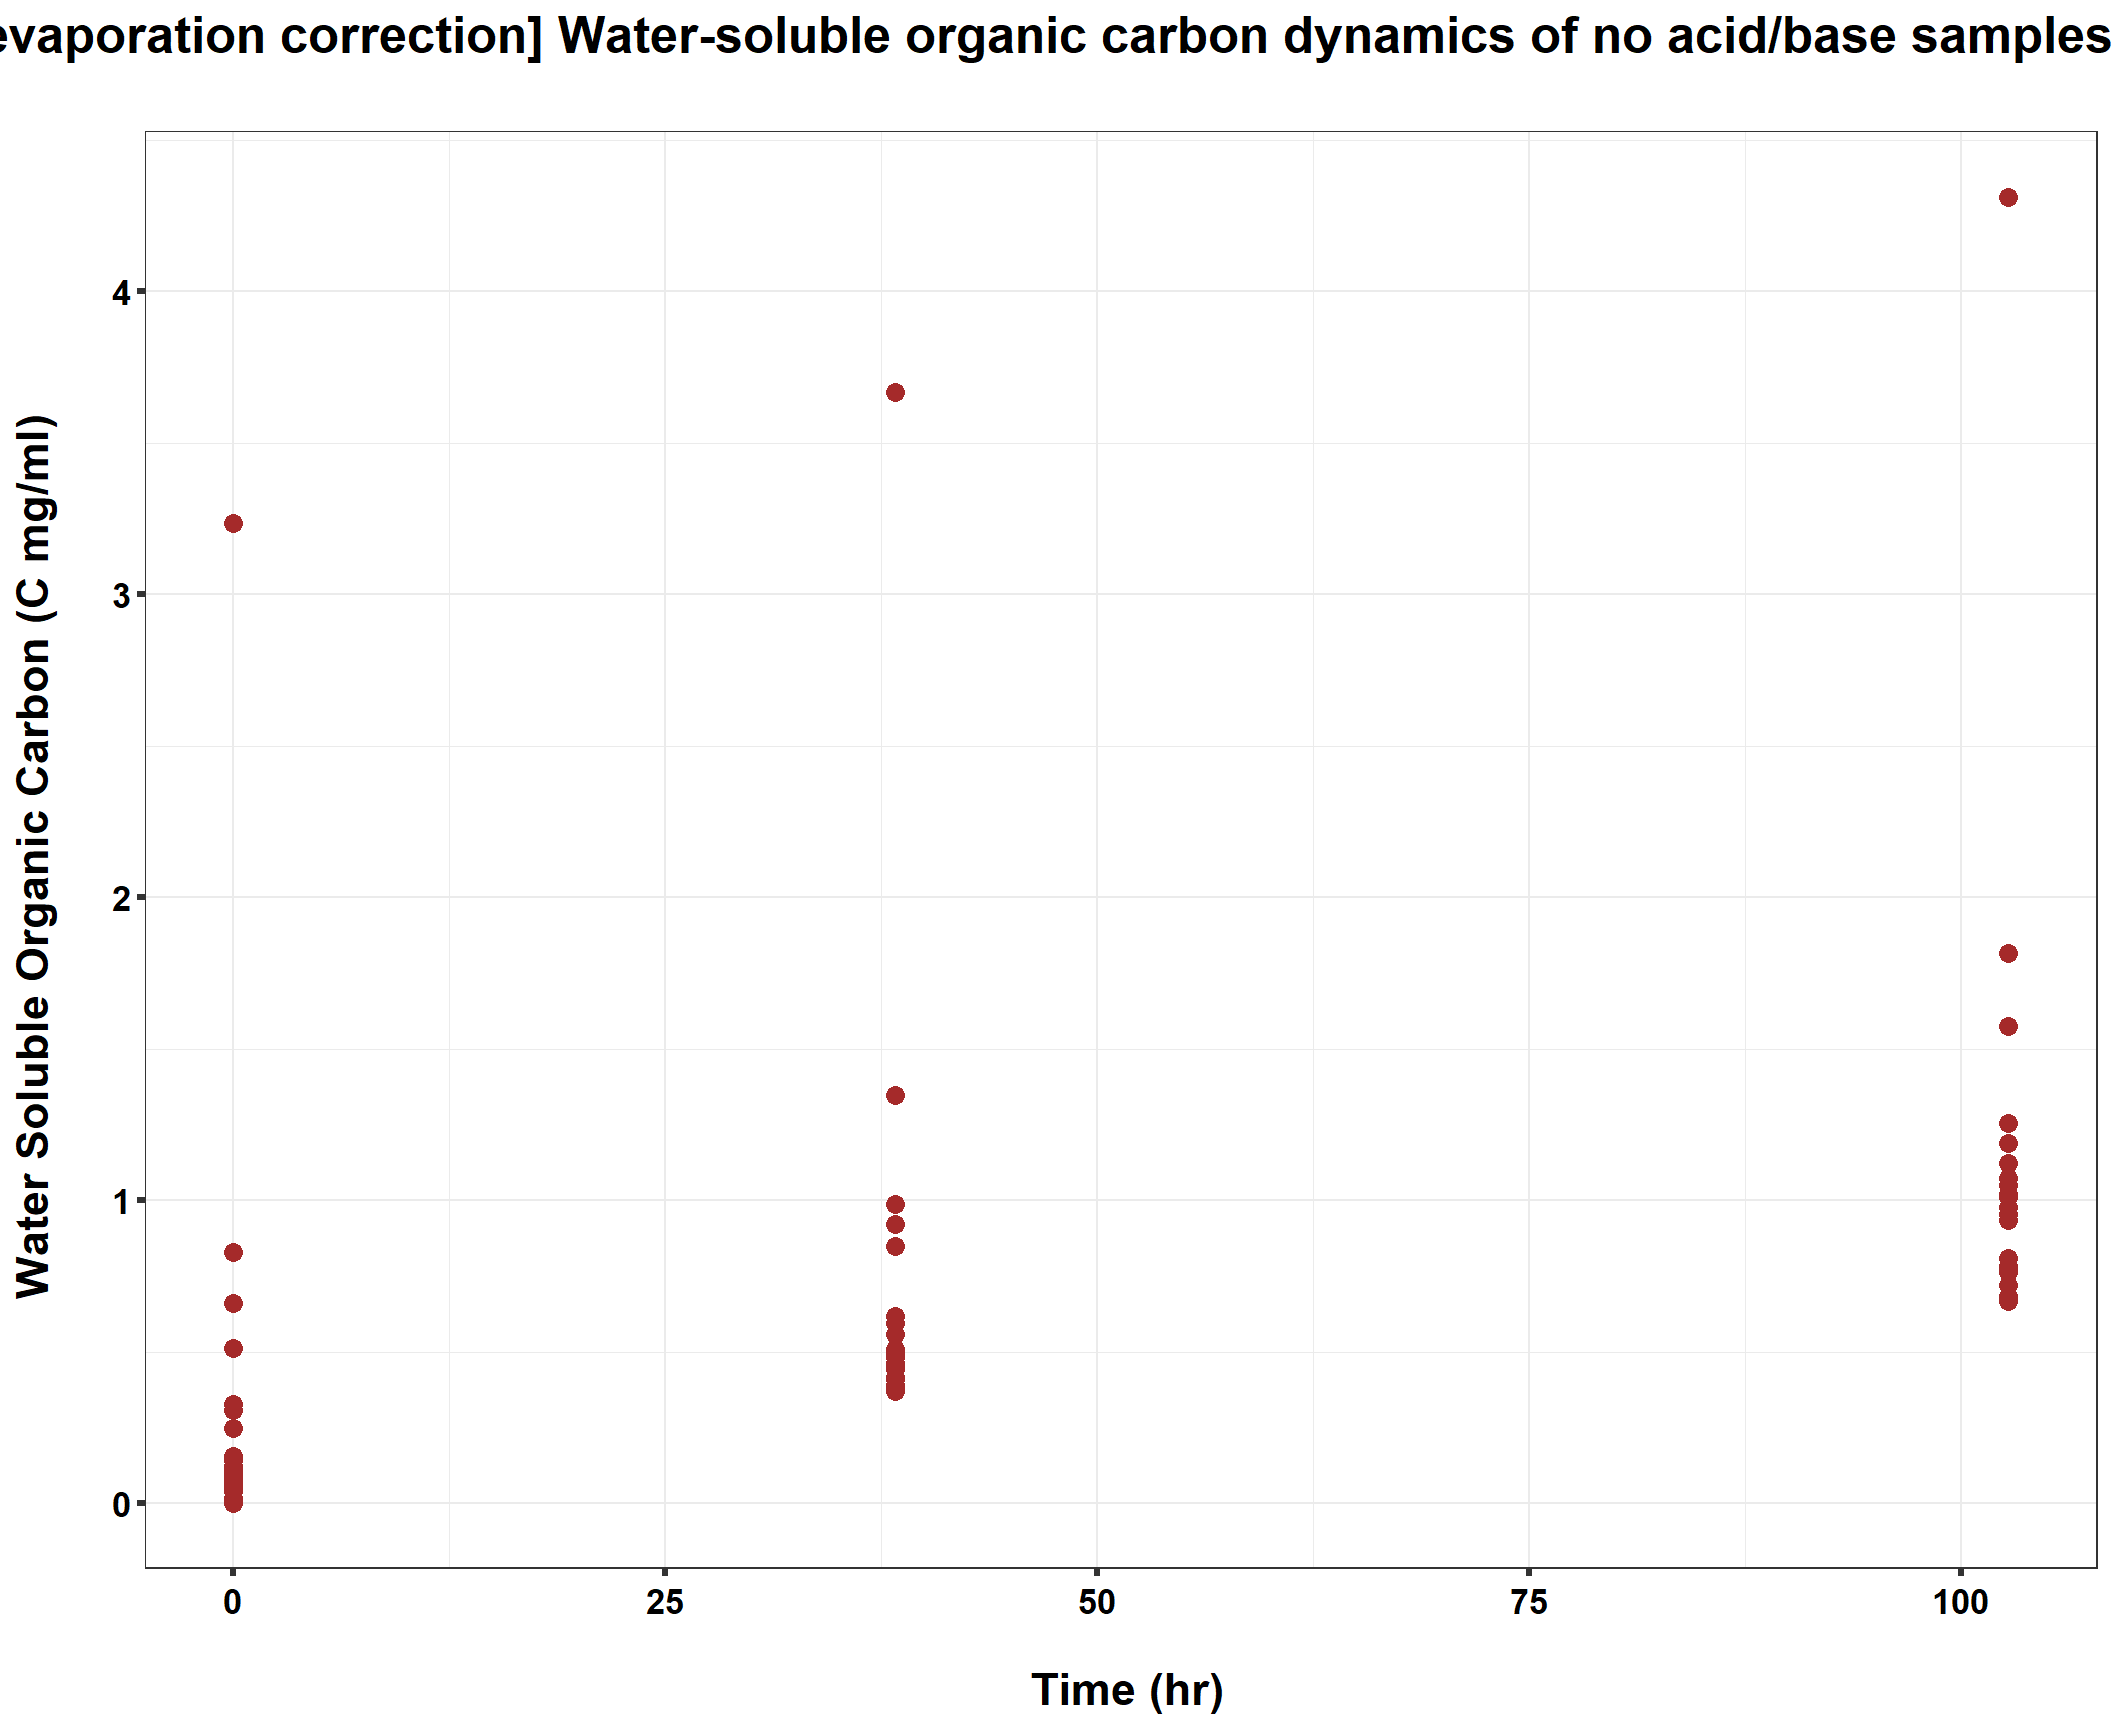 evaporation correction] Water-soluble organic carbon dynamics of no acid/base samples
Water Soluble Organic Carbon (C mg/ml)
4
3
2
1
0
0 25 50 75 100
Time (hr)